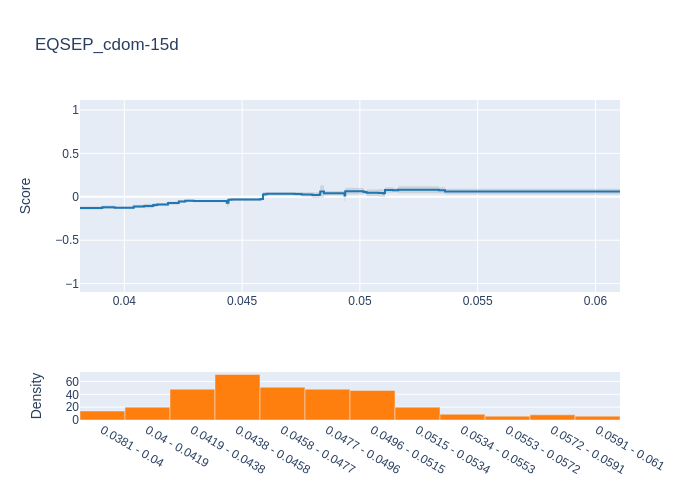 EQSEP_cdom-15d
Score
1
0.5
0
−0.5
−1
0.04
0.045
0.05
0.055
0.06
Density
60
40
20
0
0.0381 - 0.04
0.04 - 0.0419
0.0419 - 0.0438
0.0438 - 0.0458
0.0458 - 0.0477
0.0477 - 0.0496
0.0496 - 0.0515
0.0515 - 0.0534
0.0534 - 0.0553
0.0553 - 0.0572
0.0572 - 0.0591
0.0591 - 0.061